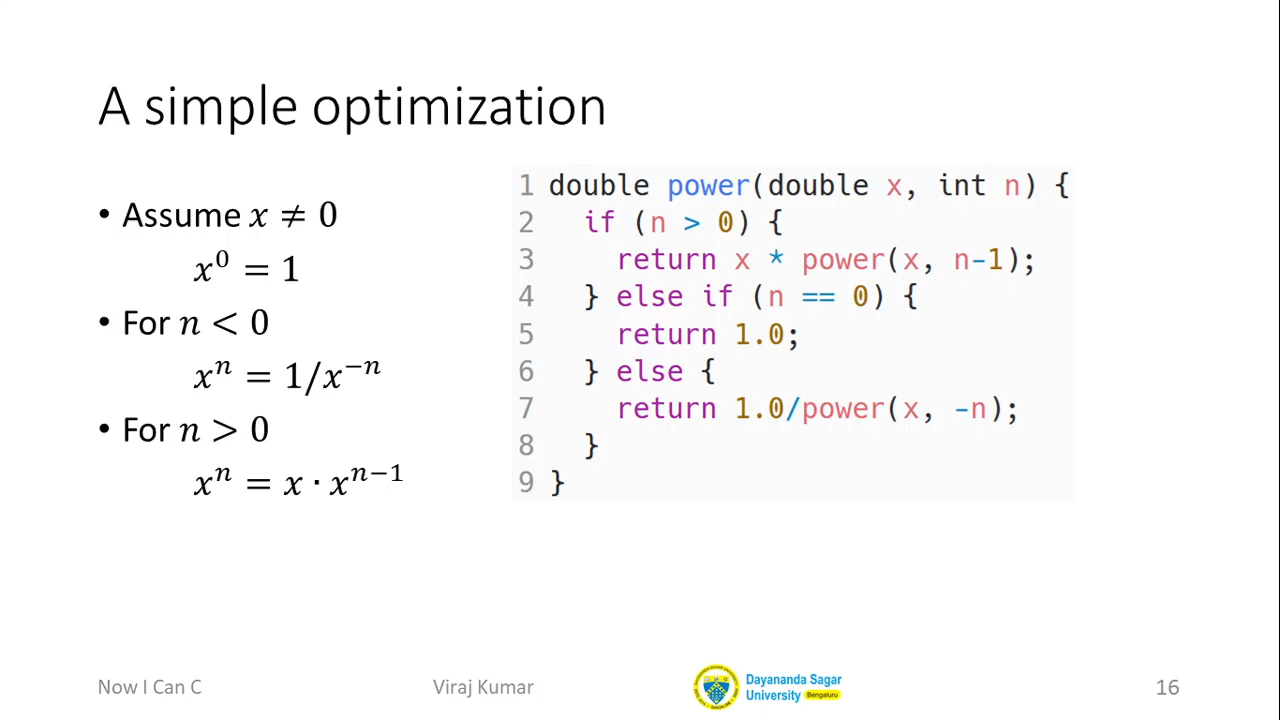 A simple optimization
• Assume x ≠ 0
x⁰ = 1
• For n < 0
xⁿ = 1/x⁻ⁿ
• For n > 0
xⁿ = x · xⁿ⁻¹
1 double power(double x, int n) {
2   if (n > 0) {
3     return x * power(x, n-1);
4   } else if (n == 0) {
5     return 1.0;
6   } else {
7     return 1.0/power(x, -n);
8   }
9 }
Now I Can C
Viraj Kumar
Dayananda Sagar
University Bengaluru
16